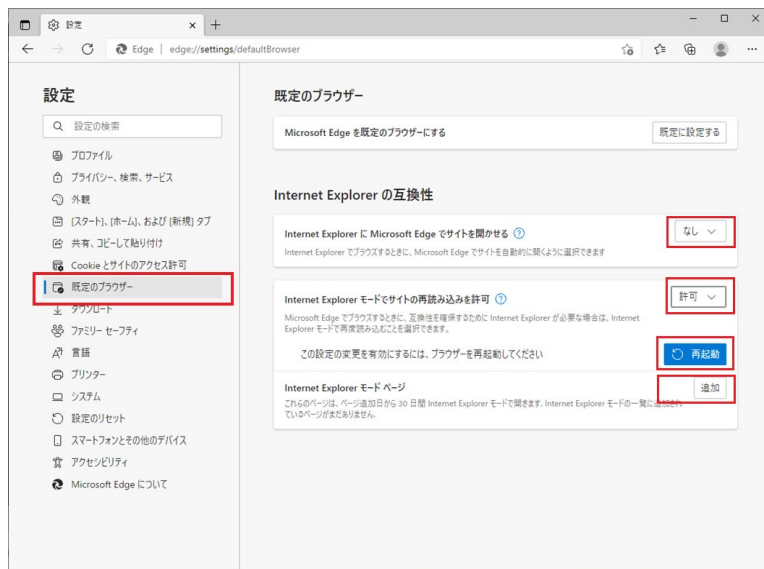 設定
Edge | edge://settings/defaultBrowser
設定
設定の検索
プロファイル
プライバシー、検索、サービス
外観
[スタート]、[ホーム]、および [新規] タブ
共有、コピーして貼り付け
Cookie とサイトのアクセス許可
既定のブラウザー
ダウンロード
ファミリー セーフティ
言語
プリンター
システム
設定のリセット
スマートフォンとその他のデバイス
アクセシビリティ
Microsoft Edge について
既定のブラウザー
Microsoft Edge を既定のブラウザーにする
既定に設定する
Internet Explorer の互換性
Internet Explorer に Microsoft Edge でサイトを開かせる
なし
Internet Explorer でブラウズするときに、Microsoft Edge でサイトを自動的に開くように選択できます
Internet Explorer モードでサイトの再読み込みを許可
許可
Microsoft Edge でブラウズするときに、互換性を確保するために Internet Explorer が必要な場合は、Internet
Explorer モードで再度読み込むことを選択できます。
この設定の変更を有効にするには、ブラウザーを再起動してください
再起動
Internet Explorer モード ページ
追加
これらのページは、ページ追加日から 30 日間 Internet Explorer モードで開きます. Internet Explorer モードの一覧に追加され
ているページがまだありません.